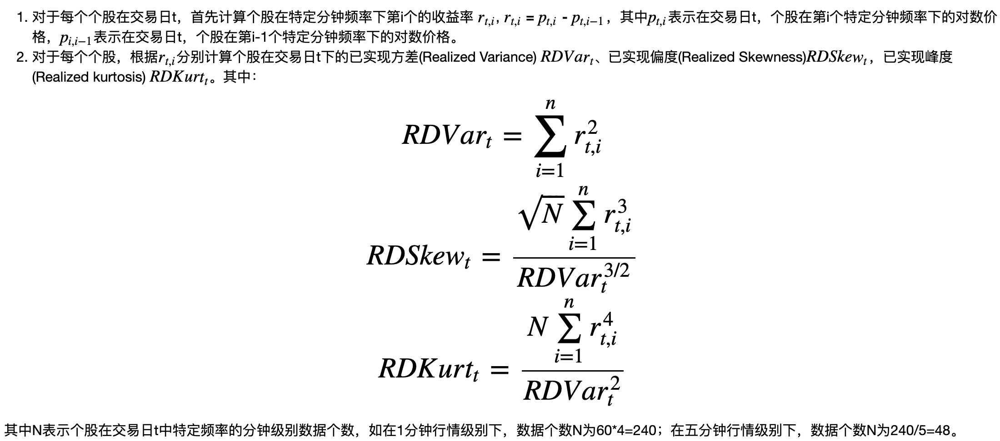 1. 对于每个个股在交易日t，首先计算个股在特定分钟频率下第i个的收益率 r_{t,i}, r_{t,i} = p_{t,i} - p_{t,i−1}，其中p_{t,i}表示在交易日t，个股在第i个特定分钟频率下的对数价
格，p_{i,i−1}表示在交易日t，个股在第i-1个特定分钟频率下的对数价格。
2. 对于每个个股，根据r_{t,i}分别计算个股在交易日t下的已实现方差(Realized Variance) RDVar_t、已实现偏度(Realized Skewness)RDSkew_t，已实现峰度
(Realized kurtosis) RDKurt_t。其中：
RDVar_t = \sum_{i=1}^{n} r_{t,i}^2
RDSkew_t = \frac{\sqrt{N} \sum_{i=1}^{n} r_{t,i}^3}{RDVar_t^{3/2}}
RDKurt_t = \frac{N \sum_{i=1}^{n} r_{t,i}^4}{RDVar_t^2}
其中N表示个股在交易日t中特定频率的分钟级别数据个数，如在1分钟行情级别下，数据个数N为60*4=240；在五分钟行情级别下，数据个数N为240/5=48。